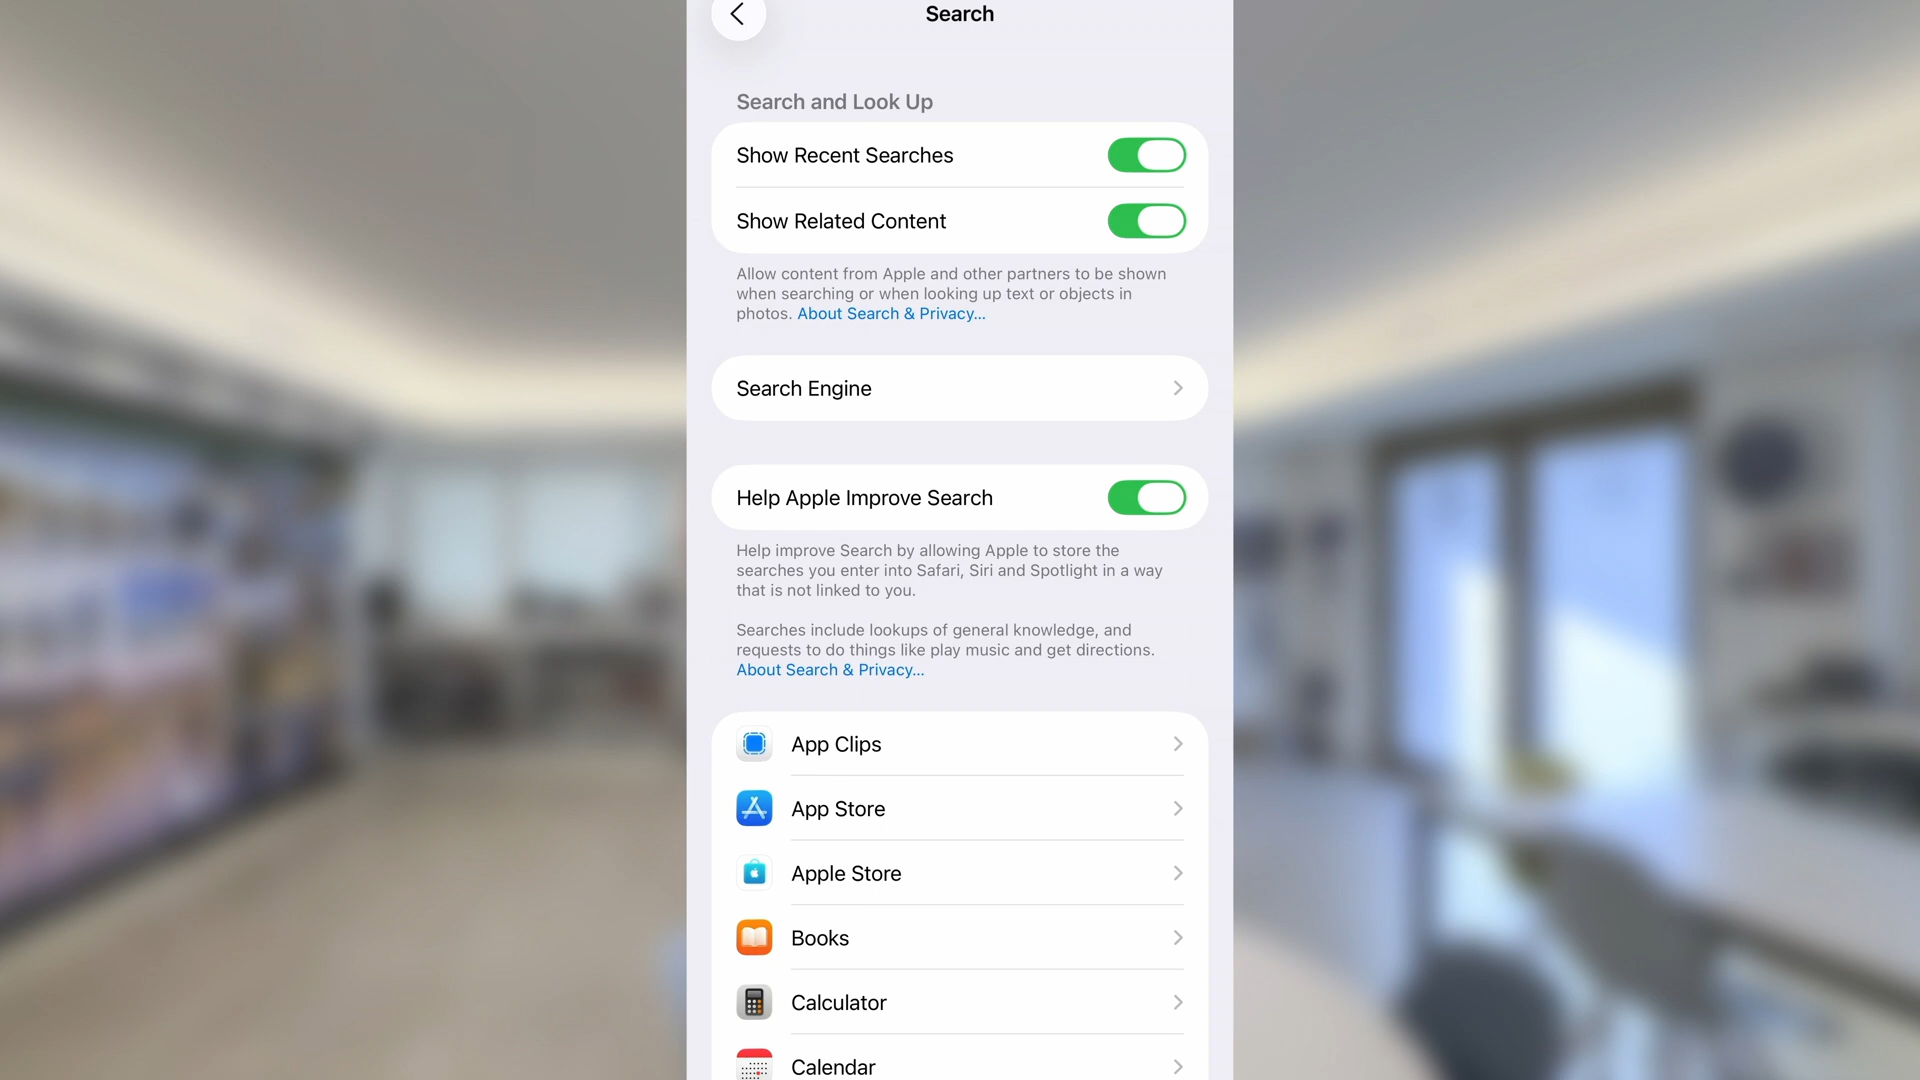 Search
Search and Look Up
Show Recent Searches
Show Related Content
Allow content from Apple and other partners to be shown
when searching or when looking up text or objects in
photos. About Search & Privacy...
Search Engine
Help Apple Improve Search
Help improve Search by allowing Apple to store the
searches you enter into Safari, Siri and Spotlight in a way
that is not linked to you.
Searches include lookups of general knowledge, and
requests to do things like play music and get directions.
About Search & Privacy...
App Clips
App Store
Apple Store
Books
Calculator
Calendar